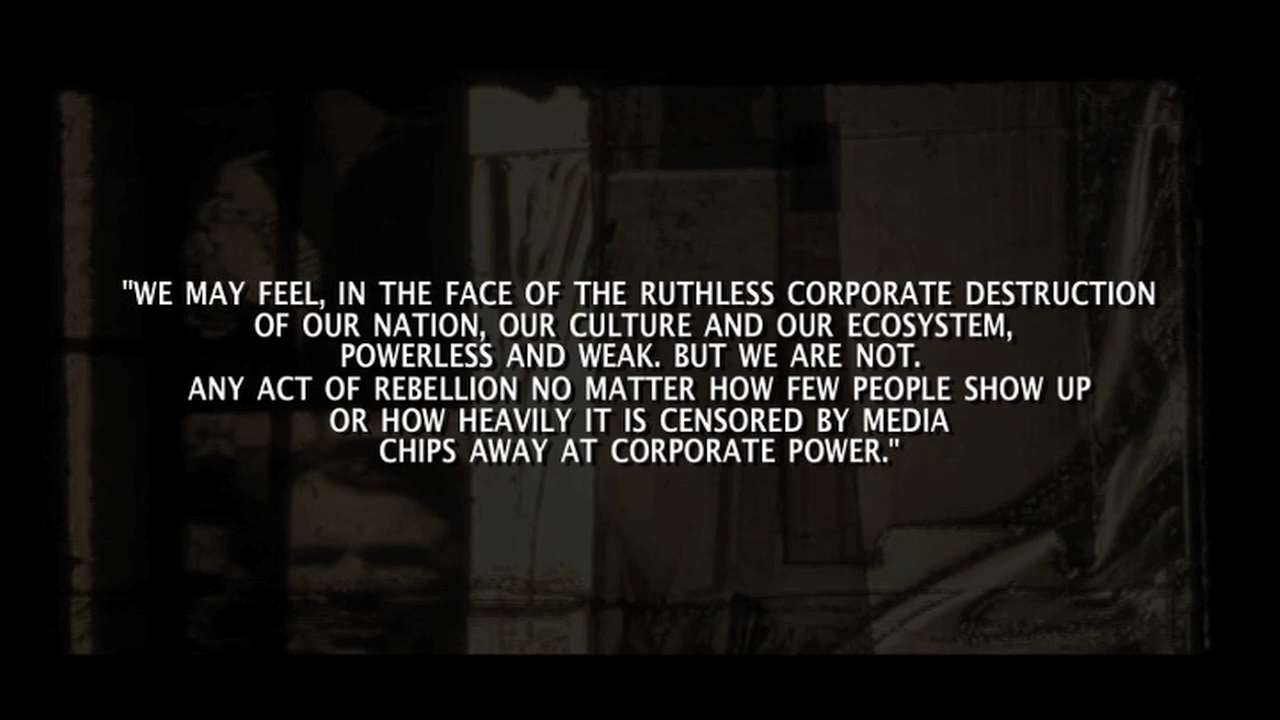 "WE MAY FEEL, IN THE FACE OF THE RUTHLESS CORPORATE DESTRUCTION
OF OUR NATION, OUR CULTURE AND OUR ECOSYSTEM,
POWERLESS AND WEAK. BUT WE ARE NOT.
ANY ACT OF REBELLION NO MATTER HOW FEW PEOPLE SHOW UP
OR HOW HEAVILY IT IS CENSORED BY MEDIA
CHIPS AWAY AT CORPORATE POWER."